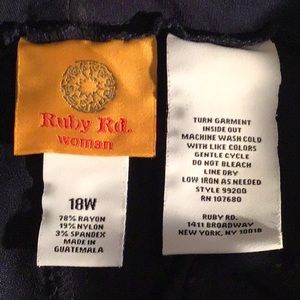 Ruby Rd.
woman
18W
78% RAYON
19% NYLON
3% SPANDEX
MADE IN
GUATEMALA
TURN GARMENT
INSIDE OUT
MACHINE WASH COLD
WITH LIKE COLORS
GENTLE CYCLE
DO NOT BLEACH
LINE DRY
LOW IRON AS NEEDED
STYLE 99200
RN 107680
RUBY RD.
1411 BROADWAY
NEW YORK, NY 10018